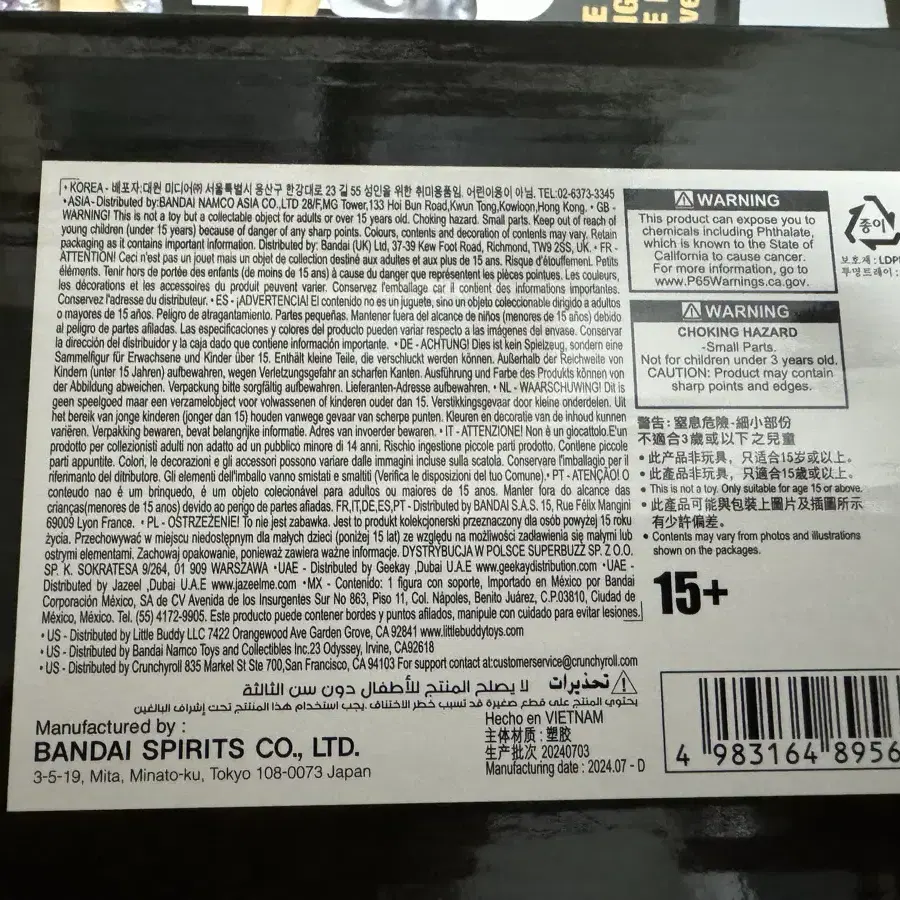 • KOREA - 배포자:대원 미디어㈜ 서울특별시 용산구 한강대로 23 길 55 성인을 위한 취미용품임. 어린이용이 아님. TEL:02-6373-3345
• ASIA - Distributed by:BANDAI NAMCO ASIA CO.,LTD 28/F,MG Tower,133 Hoi Bun Road,Kwun Tong,Kowloon,Hong Kong. • GB -
WARNING! This is not a toy but a collectable object for adults or over 15 years old. Choking hazard. Small parts. Keep out of reach of
young children (under 15 years) because of danger of any sharp points. Colours, contents and decoration of contents may vary. Retain
packaging as it contains important information. Distributed by: Bandai (UK) Ltd, 37-39 Kew Foot Road, Richmond, TW9 2SS, UK. • FR -
ATTENTION! Ceci n'est pas un jouet mais un objet de collection destiné aux adultes et aux plus de 15 ans. Risque d'étouffement. Petits
éléments. Tenir hors de portée des enfants (de moins de 15 ans) à cause du danger que représentent les pièces pointues. Les couleurs,
les décorations et les accessoires du produit peuvent varier. Conservez l'emballage car il contient des informations importantes.
Conservez l'adresse du distributeur. • ES - ¡ADVERTENCIA! El contenido no es un juguete, sino un objeto coleccionable dirigido a adultos
o mayores de 15 años. Peligro de atragantamiento. Partes pequeñas. Mantener fuera del alcance de niños (menores de 15 años) debido
al peligro de partes afiladas. Las especificaciones y colores del producto pueden variar respecto a las imágenes del envase. Conservar
la dirección del distribuidor y la caja dado que contiene información importante. • DE - ACHTUNG! Dies ist kein Spielzeug, sondern eine
Sammelfigur für Erwachsene und Kinder über 15. Enthält kleine Teile, die verschluckt werden können. Außerhalb der Reichweite von
Kindern (unter 15 Jahren) aufbewahren, wegen Verletzungsgefahr an scharfen Kanten. Ausführung und Farbe des Produkts können von
der Abbildung abweichen. Verpackung bitte sorgfältig aufbewahren. Lieferanten-Adresse aufbewahren. • NL - WAARSCHUWING! Dit is
geen speelgoed maar een verzamelobject voor volwassenen of kinderen ouder dan 15. Verstikkingsgevaar door kleine onderdelen. Uit
het bereik van jonge kinderen (jonger dan 15) houden vanwege gevaar van scherpe punten. Kleuren en decoratie van de inhoud kunnen
variëren. Verpakking bewaren, bevat belangrijke informatie. Adres van invoerder bewaren. • IT - ATTENZIONE! Non è un giocattolo.E'un
prodotto per collezionisti adulti non adatto ad un pubblico minore di 14 anni. Rischio ingestione piccole parti prodotto. Contiene piccole
parti appuntite. Colori, le decorazioni e gli accessori possono variare dalle immagini incluse sulla scatola. Conservare l'imballagio per il
riferimanto del ditributore. Gli elementi dell'imballo vanno smistati e smaltiti (Verifica le disposizioni del tuo Comune).• PT - ATENÇÃO! O
conteudo nao é um brinquedo, é um objeto colecionável para adultos ou maiores de 15 anos. Manter fora do alcance das
crianças(menores de 15 anos) devido ao perigo de partes afiadas. FR,IT,DE,ES,PT - Distributed by BANDAI S.A.S. 15, Rue Félix Mangini
69009 Lyon France. • PL - OSTRZEŻENIE! To nie jest zabawka. Jest to produkt kolekcjonerski przeznaczony dla osób powyżej 15 roku
życia. Przechowywać w miejscu niedostępnym dla małych dzieci (poniżej 15 lat) ze względu na możliwości zadławienia się małymi lub
ostrymi elementami. Zachowaj opakowanie, ponieważ zawiera ważne informacje. DYSTRYBUCJA W POLSCE SUPERBUZZ SP. Z O.O.
SP. K. SOKRATESA 9/264, 01 909 WARSZAWA •UAE - Distributed by Geekay ,Dubai U.A.E www.geekaydistribution.com •UAE -
Distributed by Jazeel ,Dubai U.A.E www.jazeelme.com •MX - Contenido: 1 figura con soporte, Importado en México por Bandai
Corporación México, SA de CV Avenida de los Insurgentes Sur No 863, Piso 11, Col. Nápoles, Benito Juárez, C.P.03810, Ciudad de
México, México. Tel. (55) 4172-9905. Este producto puede contener bordes y puntos afilados, manipule con cuidado para evitar lesiones.
• US - Distributed by Little Buddy LLC 7422 Orangewood Ave Garden Grove, CA 92841 www.littlebuddytoys.com
• US - Distributed by Bandai Namco Toys and Collectibles Inc.23 Odyssey, Irvine, CA92618
• US - Distributed by Crunchyroll 835 Market St Ste 700,San Francisco, CA 94103 For support contact at:customerservice@crunchyroll.com
تحذيرات لا يصلح المنتج للأطفال دون سن الثالثة
يحتوي المنتج على قطع صغيرة قد تسبب خطر الاختناق. يجب استخدام هذا المنتج تحت إشراف البالغين
Manufactured by :
BANDAI SPIRITS CO., LTD.
3-5-19, Mita, Minato-ku, Tokyo 108-0073 Japan
Hecho en VIETNAM
主体材质 : 塑胶
生产批次 20240703
Manufacturing date : 2024.07 - D
WARNING
This product can expose you to
chemicals including Phthalate,
which is known to the State of
California to cause cancer.
For more information, go to
www.P65Warnings.ca.gov.
WARNING
CHOKING HAZARD
-Small Parts.
Not for children under 3 years old.
CAUTION: Product may contain
sharp points and edges.
警告 : 窒息危險 - 細小部份
不適合3歲或以下之兒童
• 此产品非玩具，只适合15岁或以上。
• 此產品非玩具，只適合15歲或以上。
• This is not a toy. Only suitable for age 15 or above.
• 此產品可能與包裝上圖片及插圖所示
有少許偏差。
• Contents may vary from photos and illustrations
shown on the packages.
15+
종이
보호재 : LDP
투명트레이 :
4 983164 8956